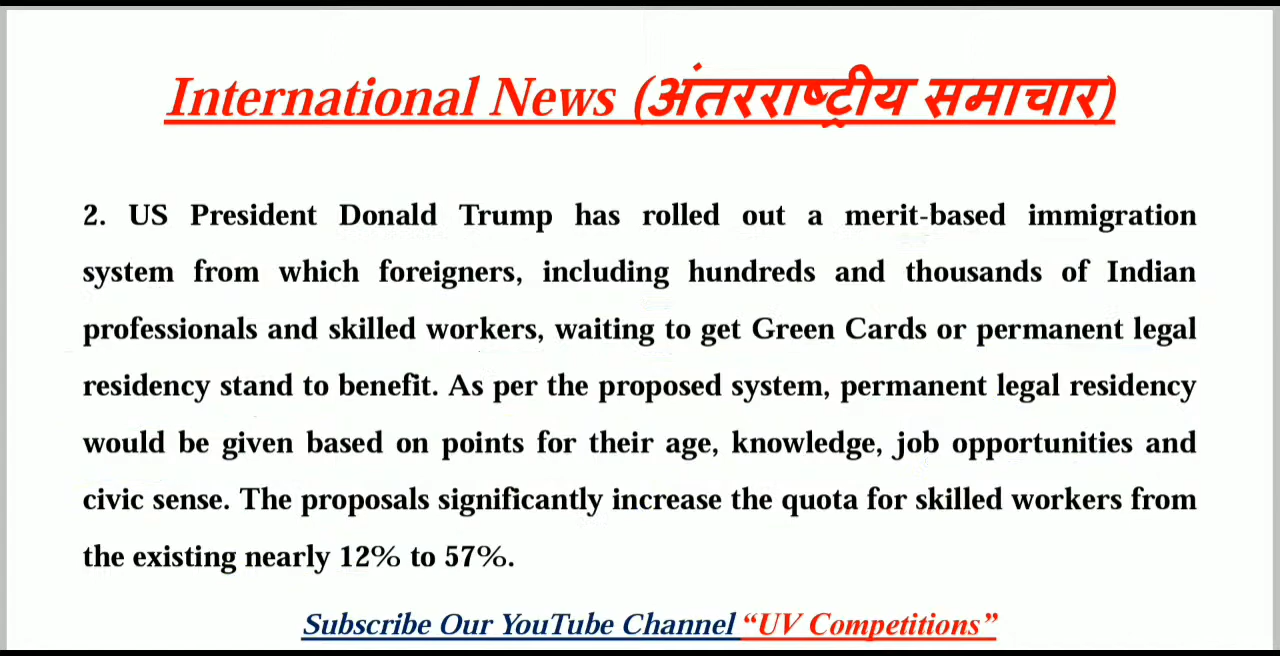 International News (अंतरराष्ट्रीय समाचार)
2. US President Donald Trump has rolled out a merit-based immigration
system from which foreigners, including hundreds and thousands of Indian
professionals and skilled workers, waiting to get Green Cards or permanent legal
residency stand to benefit. As per the proposed system, permanent legal residency
would be given based on points for their age, knowledge, job opportunities and
civic sense. The proposals significantly increase the quota for skilled workers from
the existing nearly 12% to 57%.
Subscribe Our YouTube Channel “UV Competitions”